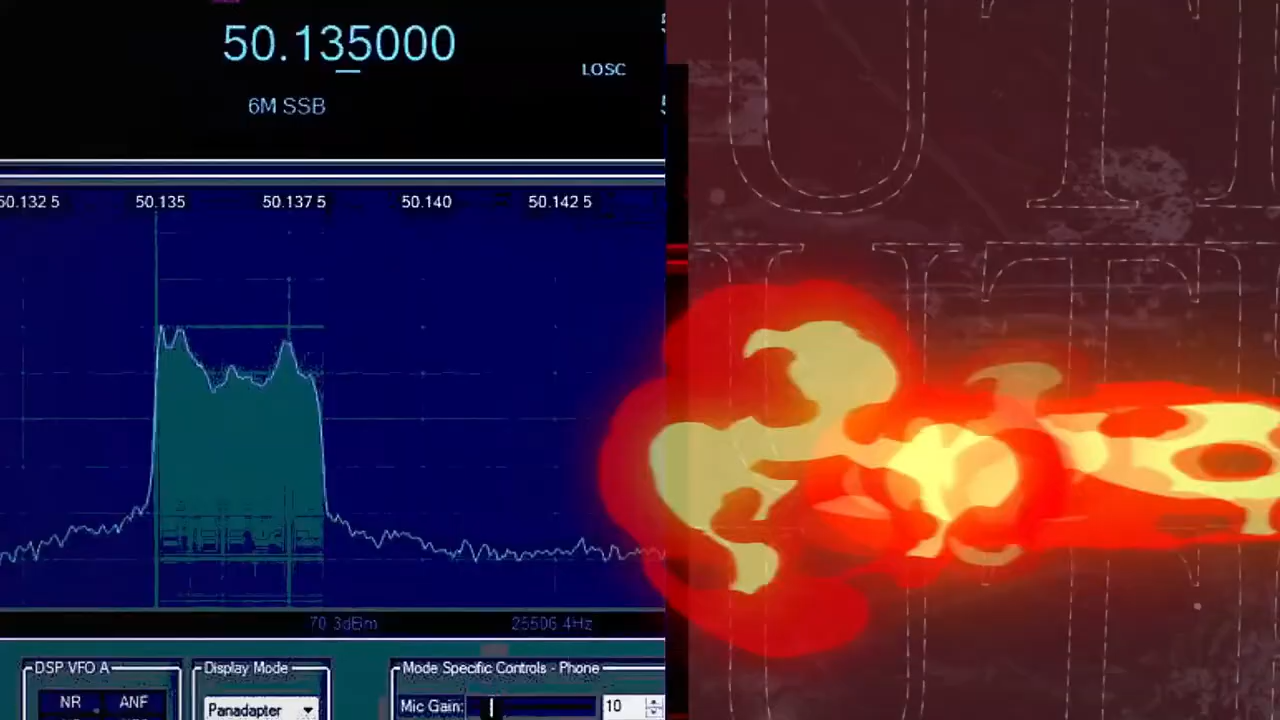 50.135000
LOSC
6M SSB
50.132 5 50.135 50.137 5 50.140 50.142 5
70.3dBm 25506.4Hz
DSP VFO A Display Mode Mode Specific Controls - Phone
NR ANF Panadapter Mic Gain: 10